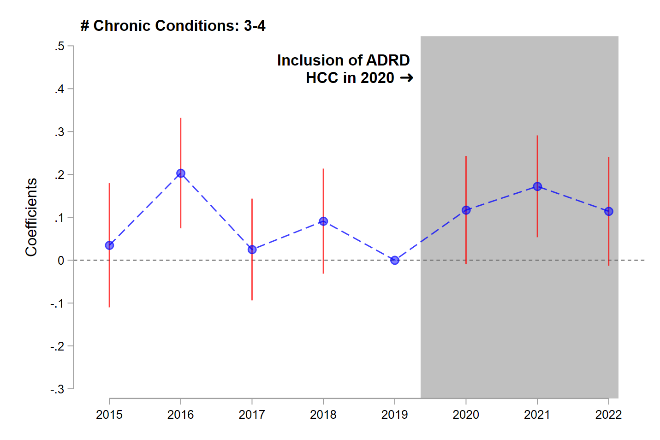 # Chronic Conditions: 3-4
.5
Inclusion of ADRD
HCC in 2020 ➔
.4
.3
.2
.1
0
-.1
-.2
-.3
Coefficients
2015 2016 2017 2018 2019 2020 2021 2022